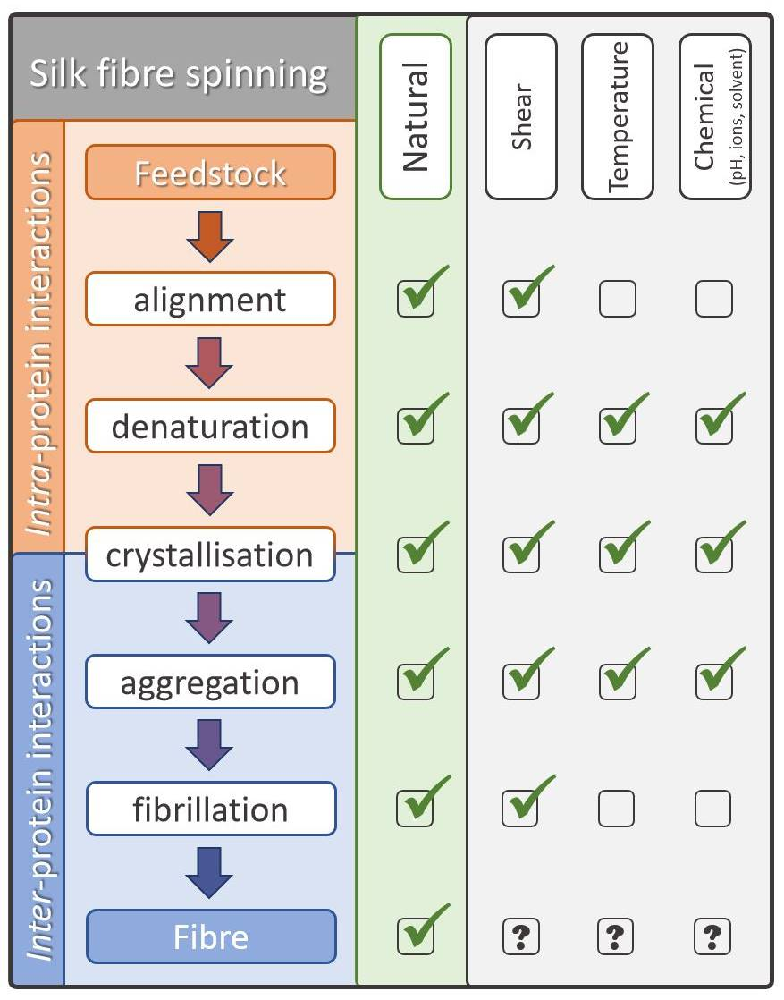 Silk fibre spinning
Natural
Shear
Temperature
Chemical
(pH, ions, solvent)
Intra-protein interactions
Feedstock
alignment
denaturation
crystallisation
Inter-protein interactions
aggregation
fibrillation
Fibre
? ? ?